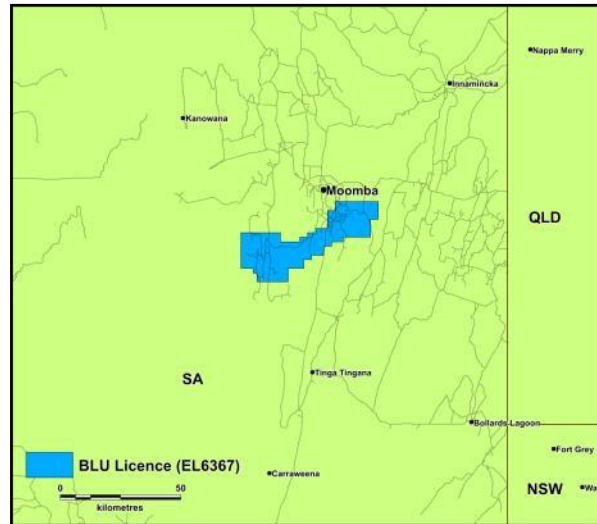 Nappa Merry
Innamincka
Kanowana
Moomba
QLD
SA
Tinga Tingana
Bollards Lagoon
BLU Licence (EL6367)
Fort Grey
Carraweena
NSW
Wa
0 50
kilometres